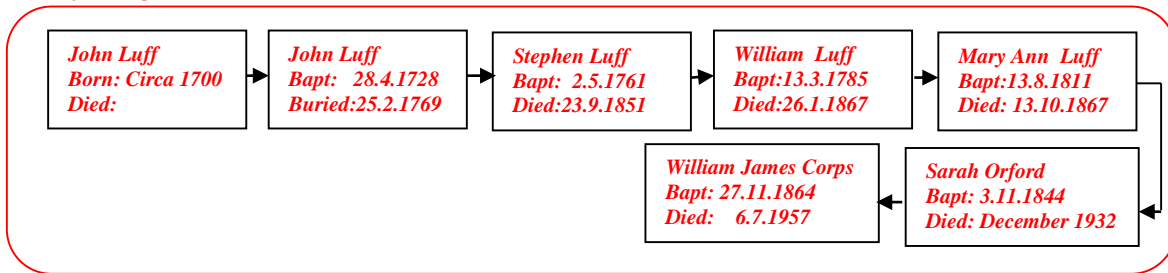 John Luff
Born: Circa 1700
Died:
John Luff
Bapt: 28.4.1728
Buried:25.2.1769
Stephen Luff
Bapt: 2.5.1761
Died:23.9.1851
William Luff
Bapt:13.3.1785
Died:26.1.1867
Mary Ann Luff
Bapt:13.8.1811
Died: 13.10.1867
Sarah Orford
Bapt: 3.11.1844
Died: December 1932
William James Corps
Bapt: 27.11.1864
Died: 6.7.1957